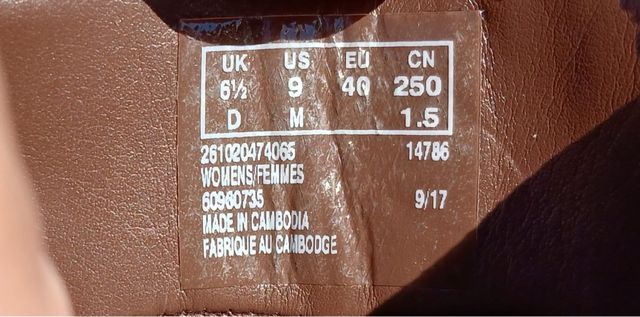 UK US EU CN
6½ 9 40 250
D M 1.5
261020474065 14786
WOMENS/FEMMES
60960735 9/17
MADE IN CAMBODIA
FABRIQUE AU CAMBODGE